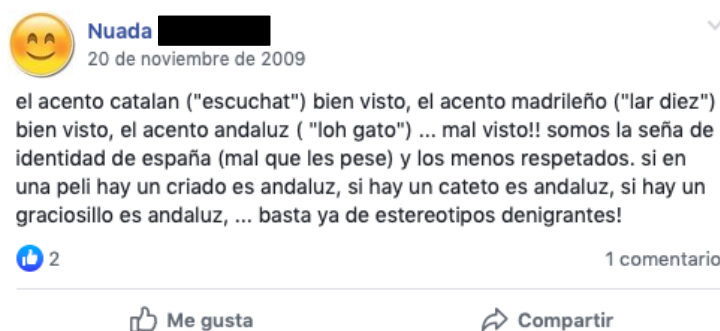 Nuada
20 de noviembre de 2009
el acento catalan ("escuchat") bien visto, el acento madrileño ("lar diez")
bien visto, el acento andaluz ( "loh gato") ... mal visto!! somos la seña de
identidad de españa (mal que les pese) y los menos respetados. si en
una peli hay un criado es andaluz, si hay un cateto es andaluz, si hay un
graciosillo es andaluz, ... basta ya de estereotipos denigrantes!
2
1 comentario
Me gusta
Compartir